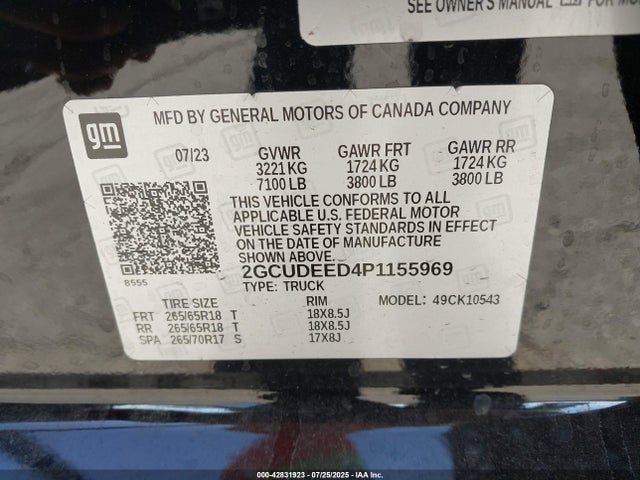 SEE OWNER'S MANUAL
FOR MO
gm
MFD BY GENERAL MOTORS OF CANADA COMPANY
07/23 GVWR GAWR FRT GAWR RR
3221 KG 1724 KG 1724 KG
7100 LB 3800 LB 3800 LB
THIS VEHICLE CONFORMS TO ALL
APPLICABLE U.S. FEDERAL MOTOR
VEHICLE SAFETY STANDARDS IN EFFECT
ON THE DATE OF MANUFACTURE
SHOWN ABOVE.
8555
2GCUDEED4P1155969
TYPE: TRUCK
TIRE SIZE RIM MODEL: 49CK10543
FRT 265/65R18 T 18X8.5J
RR 265/65R18 T 18X8.5J
SPA 265/70R17 S 17X8J
000-42831923 | 07/25/2025 - IAA Inc.